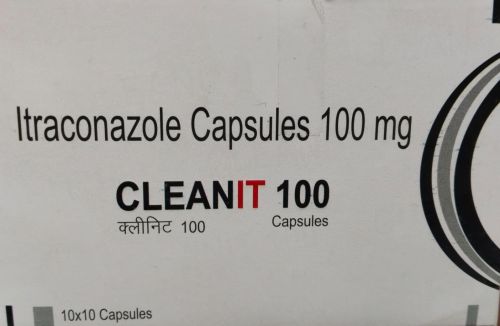 Itraconazole Capsules 100 mg
CLEANIT 100
क्लीनिट 100 Capsules
10x10 Capsules